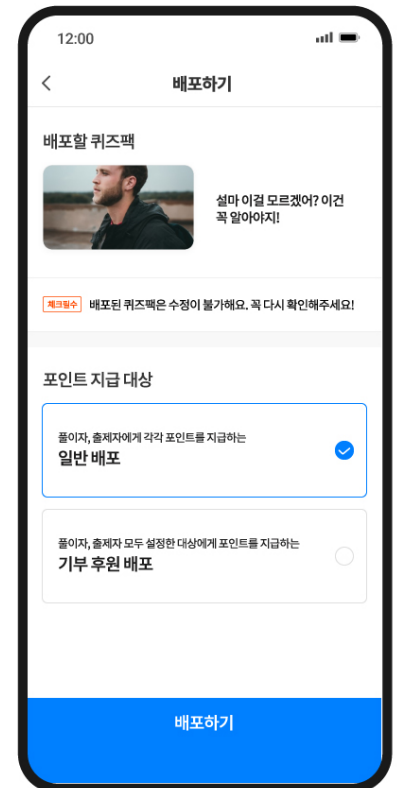 12:00
배포하기
배포할 퀴즈팩
설마 이걸 모르겠어? 이건
꼭 알아야지!
체크필수 배포된 퀴즈팩은 수정이 불가해요. 꼭 다시 확인해주세요!
포인트 지급 대상
풀이자, 출제자에게 각각 포인트를 지급하는
일반 배포
풀이자, 출제자 모두 설정한 대상에게 포인트를 지급하는
기부 후원 배포
배포하기